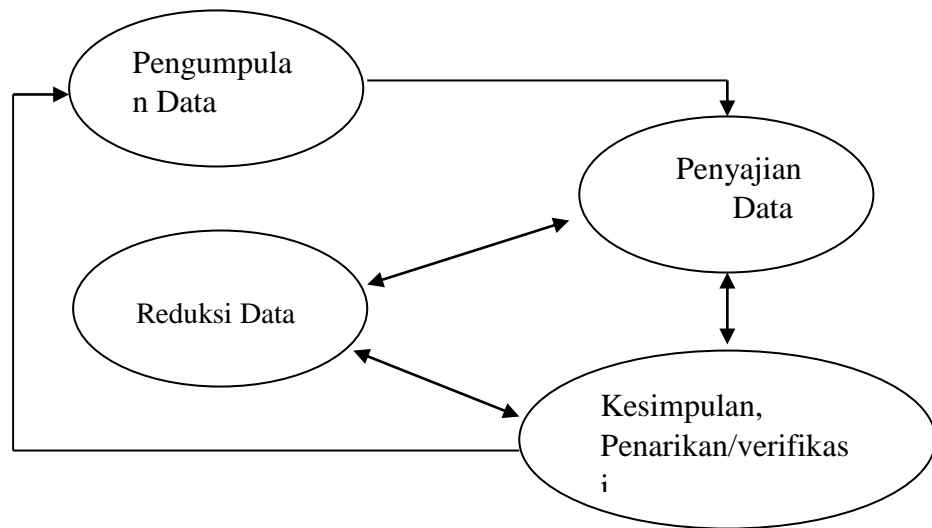 Pengumpula
n Data
Penyajian
Data
Reduksi Data
Kesimpulan,
Penarikan/verifikas
i